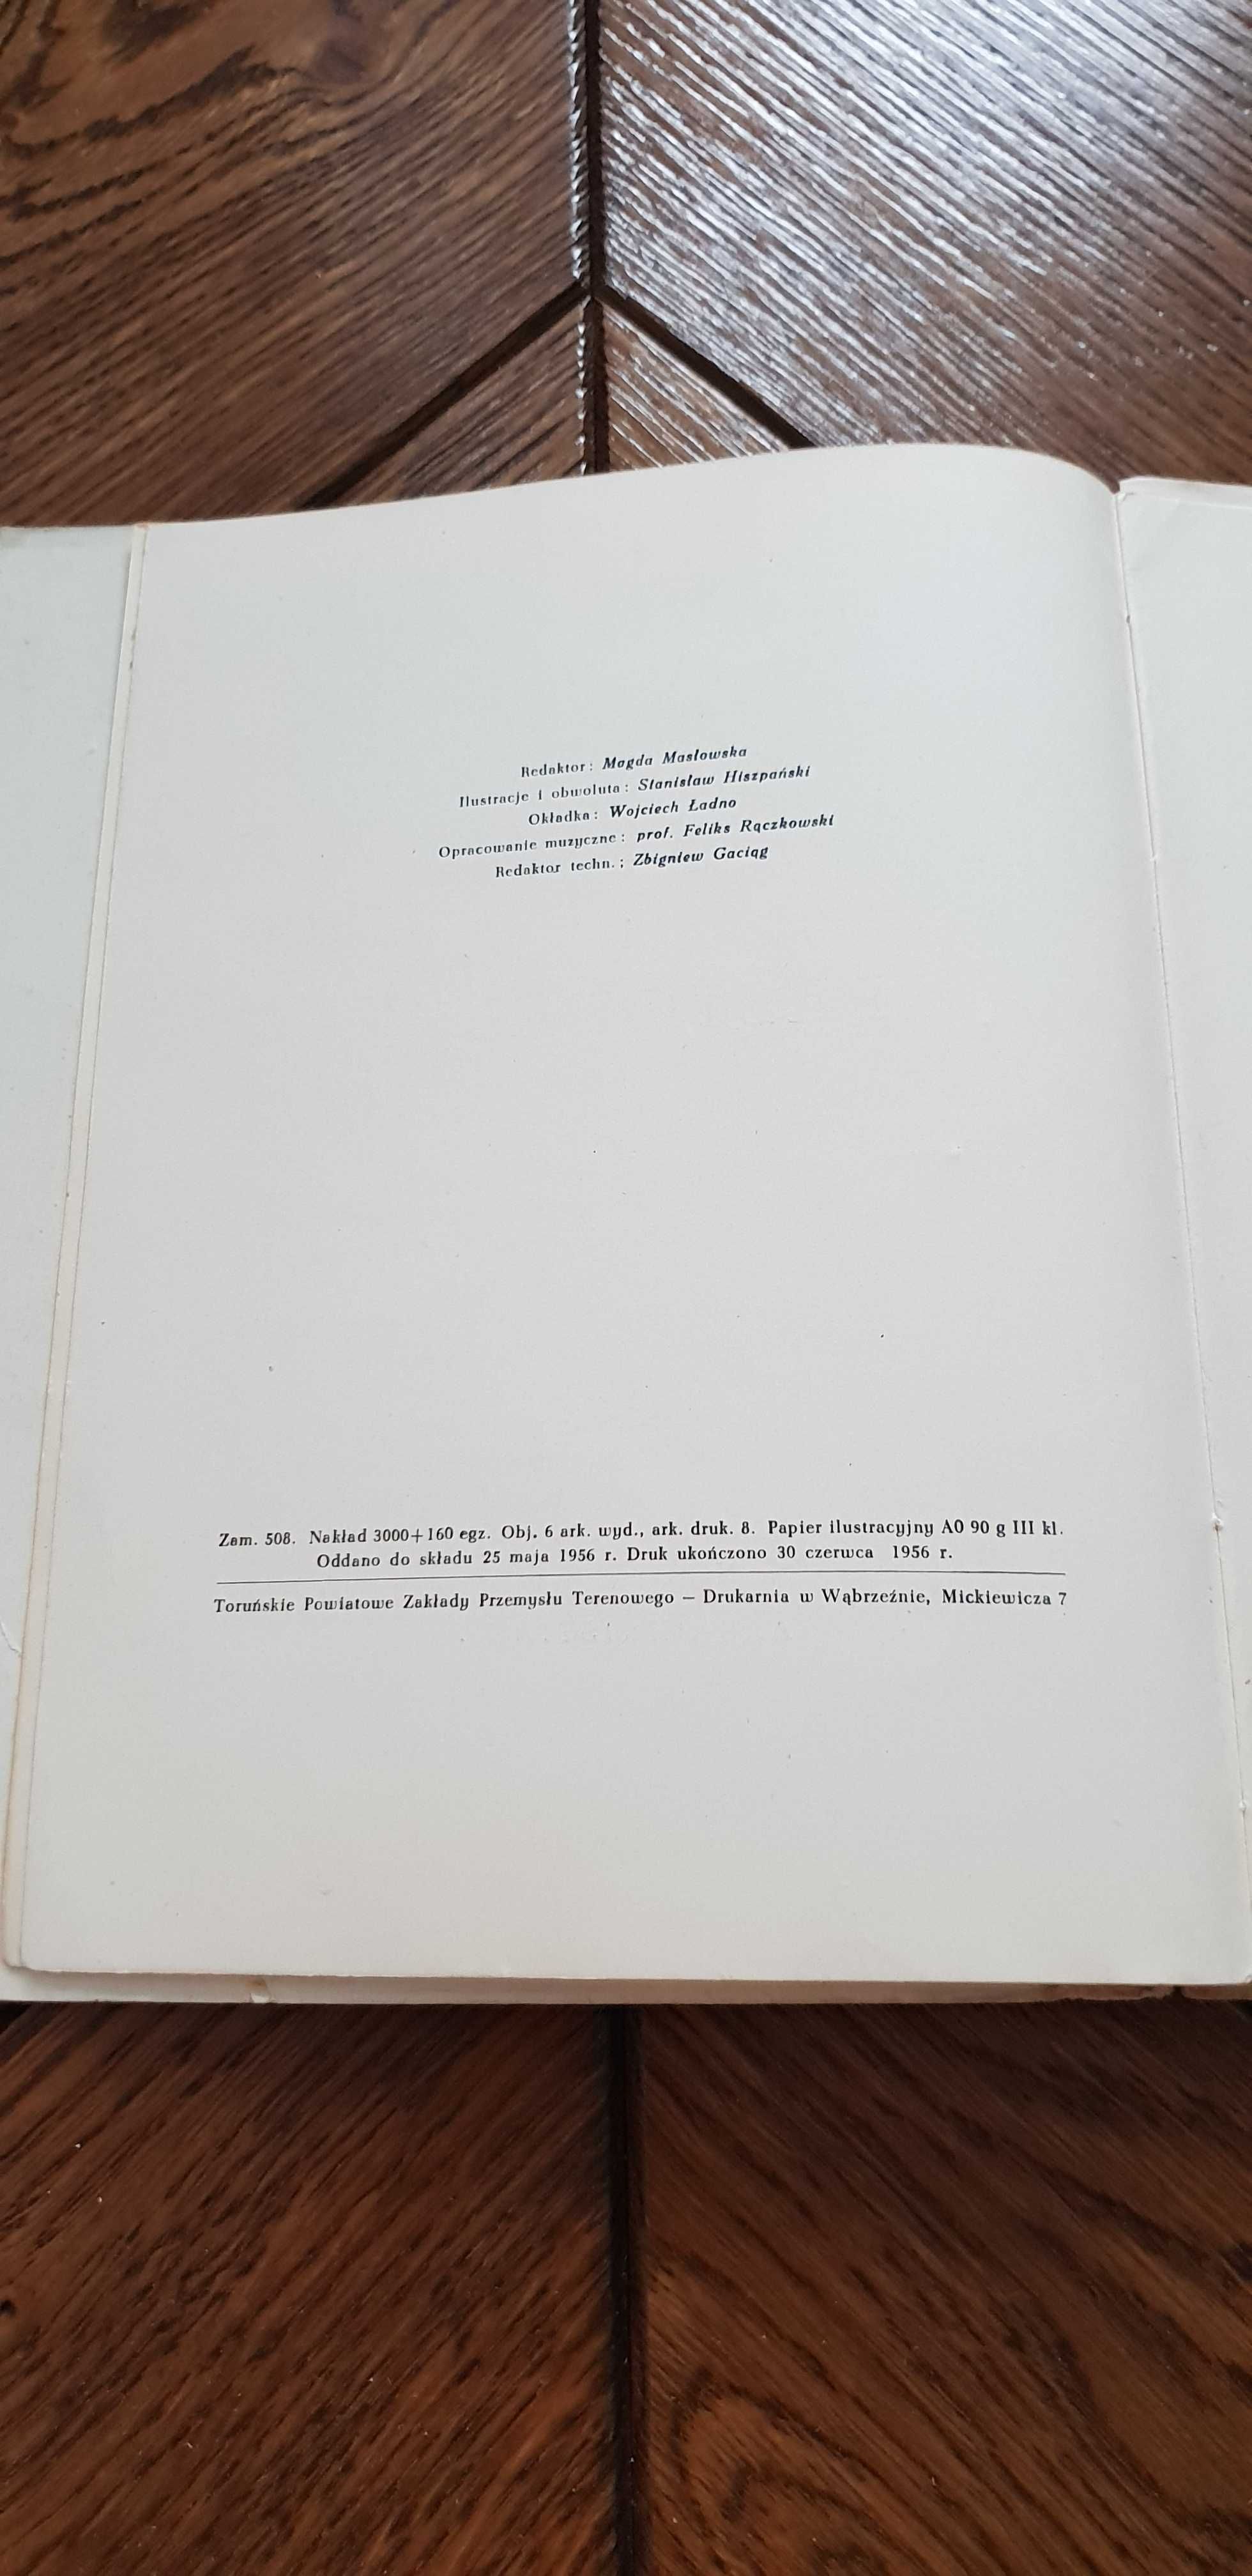 Redaktor: Magda Masłowska
Ilustracje i obwoluta: Stanisław Hiszpański
Okładka: Wojciech Ładno
Opracowanie muzyczne: prof. Feliks Rączkowski
Redaktor techn.; Zbigniew Gaciąg
Zam. 508. Nakład 3000+160 egz. Obj. 6 ark. wyd., ark. druk. 8. Papier ilustracyjny A0 90 g III kl.
Oddano do składu 25 maja 1956 r. Druk ukończono 30 czerwca 1956 r.
Toruńskie Powiatowe Zakłady Przemysłu Terenowego — Drukarnia w Wąbrzeźnie, Mickiewicza 7